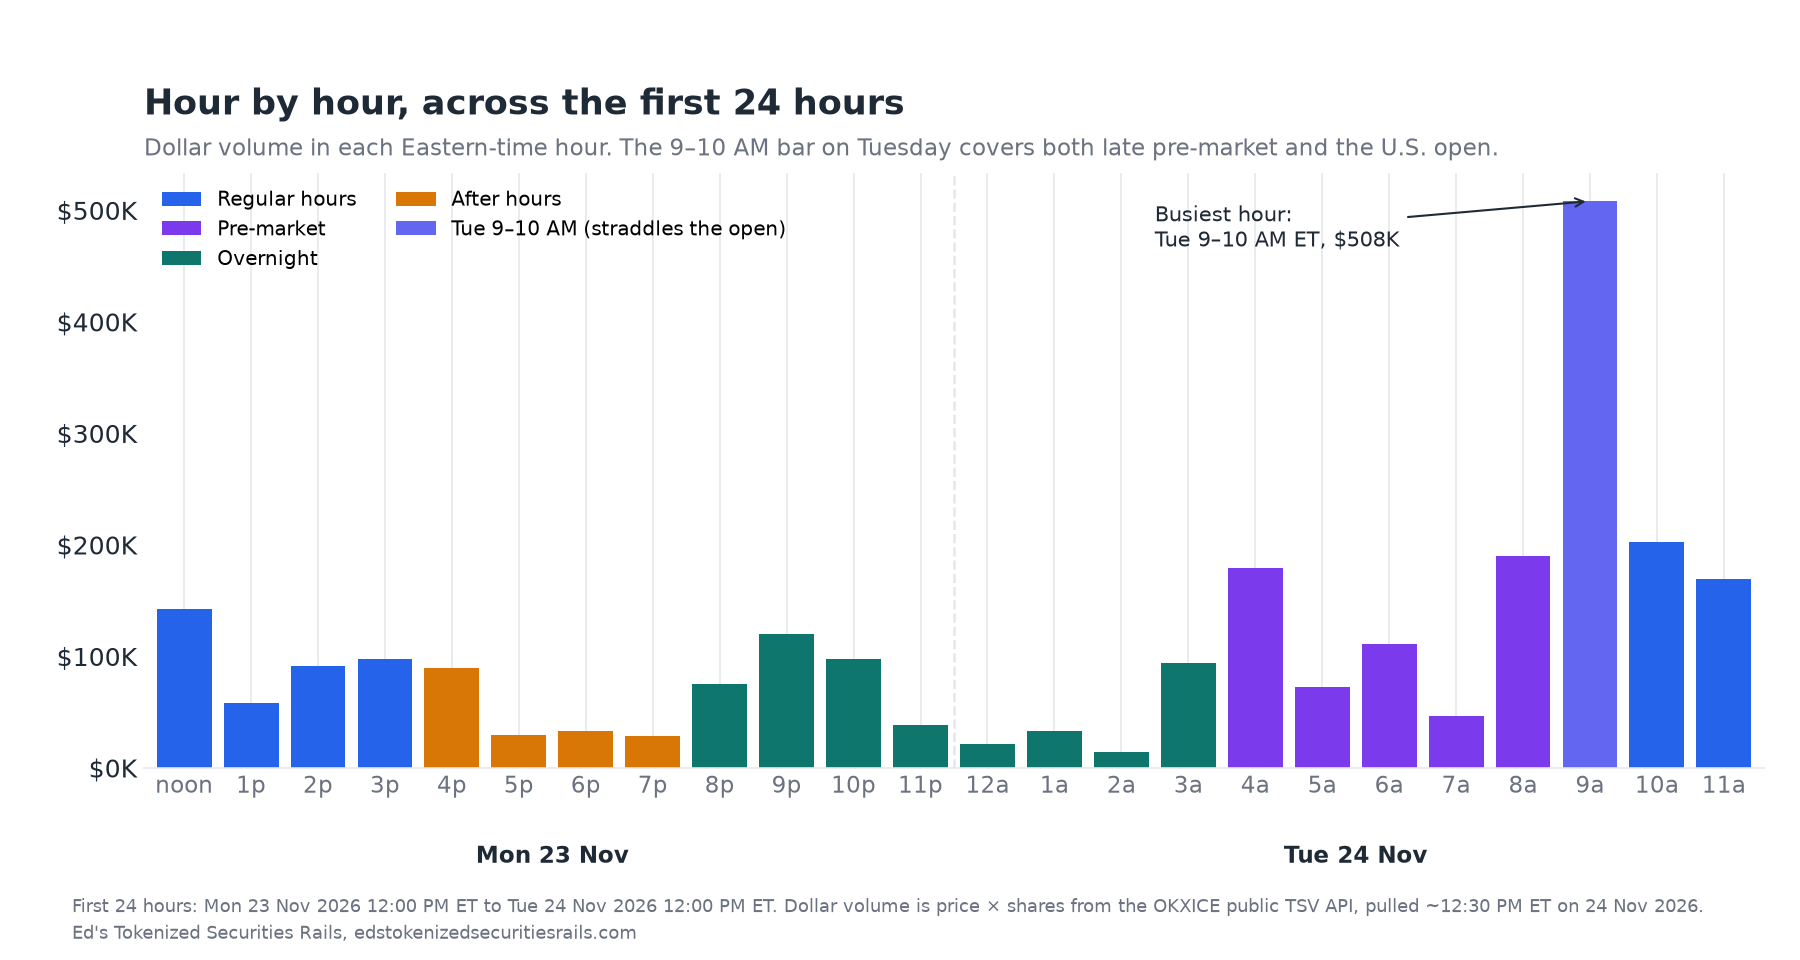 Hour by hour, across the first 24 hours
Dollar volume in each Eastern-time hour. The 9–10 AM bar on Tuesday covers both late pre-market and the U.S. open.
Regular hours
Pre-market
Overnight
After hours
Tue 9–10 AM (straddles the open)
Busiest hour:
Tue 9–10 AM ET, $508K
$500K
$400K
$300K
$200K
$100K
$0K
noon 1p 2p 3p 4p 5p 6p 7p 8p 9p 10p 11p 12a 1a 2a 3a 4a 5a 6a 7a 8a 9a 10a 11a
Mon 23 Nov Tue 24 Nov
First 24 hours: Mon 23 Nov 2026 12:00 PM ET to Tue 24 Nov 2026 12:00 PM ET. Dollar volume is price × shares from the OKXICE public TSV API, pulled ~12:30 PM ET on 24 Nov 2026.
Ed's Tokenized Securities Rails, edstokenizedsecuritiesrails.com